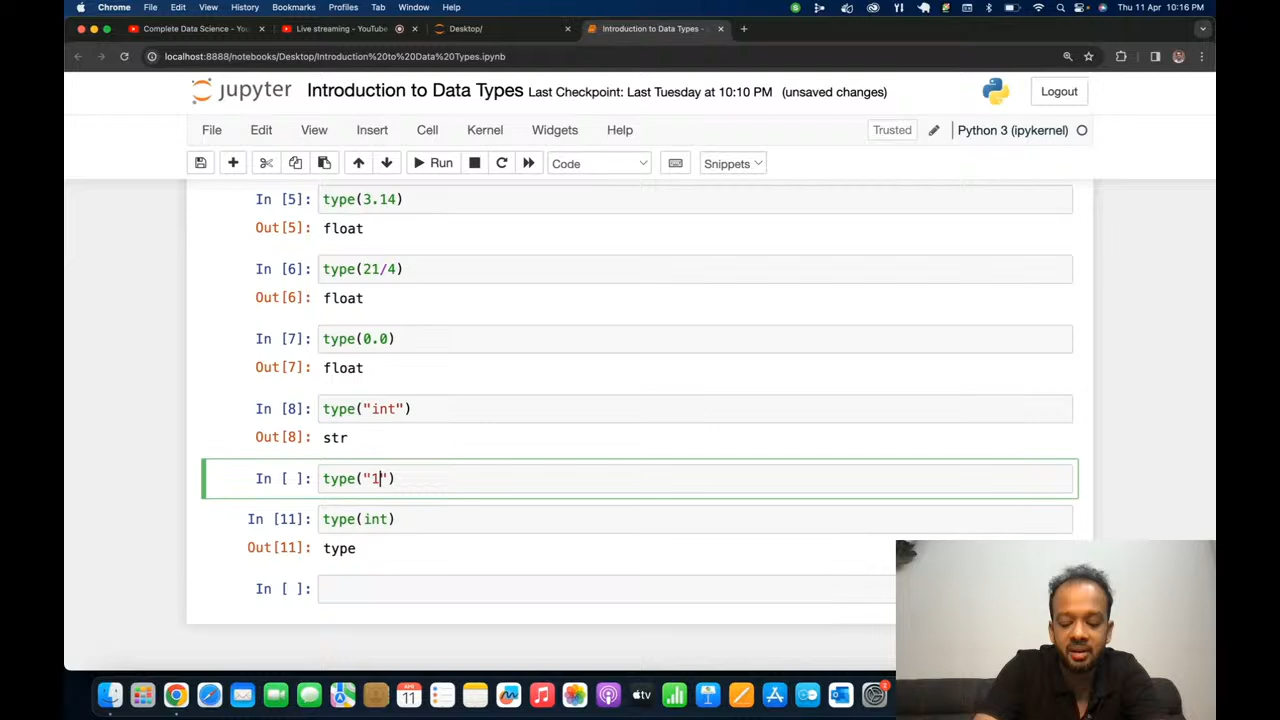 Chrome File Edit View History Bookmarks Profiles Tab Window Help Thu 11 Apr 10:16 PM
Complete Data Science - Yo Live streaming - YouTube Desktop/ Introduction to Data Types -
localhost:8888/notebooks/Desktop/Introduction%20to%20Data%20Types.ipynb
jupyter Introduction to Data Types Last Checkpoint: Last Tuesday at 10:10 PM (unsaved changes) Logout
File Edit View Insert Cell Kernel Widgets Help Trusted Python 3 (ipykernel)
Run Code Snippets
In [5]: type(3.14)
Out[5]: float
In [6]: type(21/4)
Out[6]: float
In [7]: type(0.0)
Out[7]: float
In [8]: type("int")
Out[8]: str
In [ ]: type("1")
In [11]: type(int)
Out[11]: type
In [ ]:
THU
11
tv
2